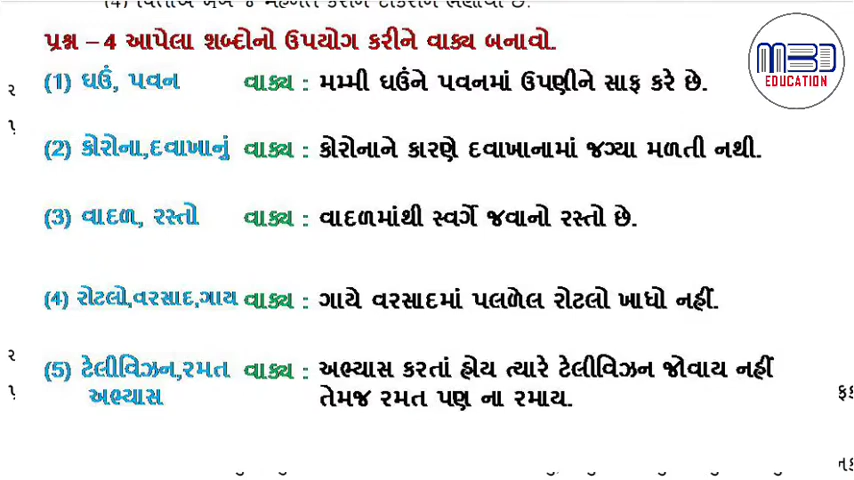 પ્રશ્ન – 4 આપેલા શબ્દોનો ઉપયોગ કરીને વાક્ય બનાવો.
MBD
EDUCATION
(1) ઘઉં, પવન વાક્ય : મમ્મી ઘઉંને પવનમાં ઉપણીને સાફ કરે છે.
(2) કોરોના,દવાખાનું વાક્ય : કોરોનાને કારણે દવાખાનામાં જગ્યા મળતી નથી.
(3) વાદળ, રસ્તો વાક્ય : વાદળમાંથી સ્વર્ગે જવાનો રસ્તો છે.
(4) રોટલો,વરસાદ,ગાય વાક્ય : ગાયે વરસાદમાં પલળેલ રોટલો ખાધો નહીં.
(5) ટેલીવિઝન,રમત વાક્ય : અભ્યાસ કરતાં હોય ત્યારે ટેલીવિઝન જોવાય નહીં
અભ્યાસ તેમજ રમત પણ ના રમાય.